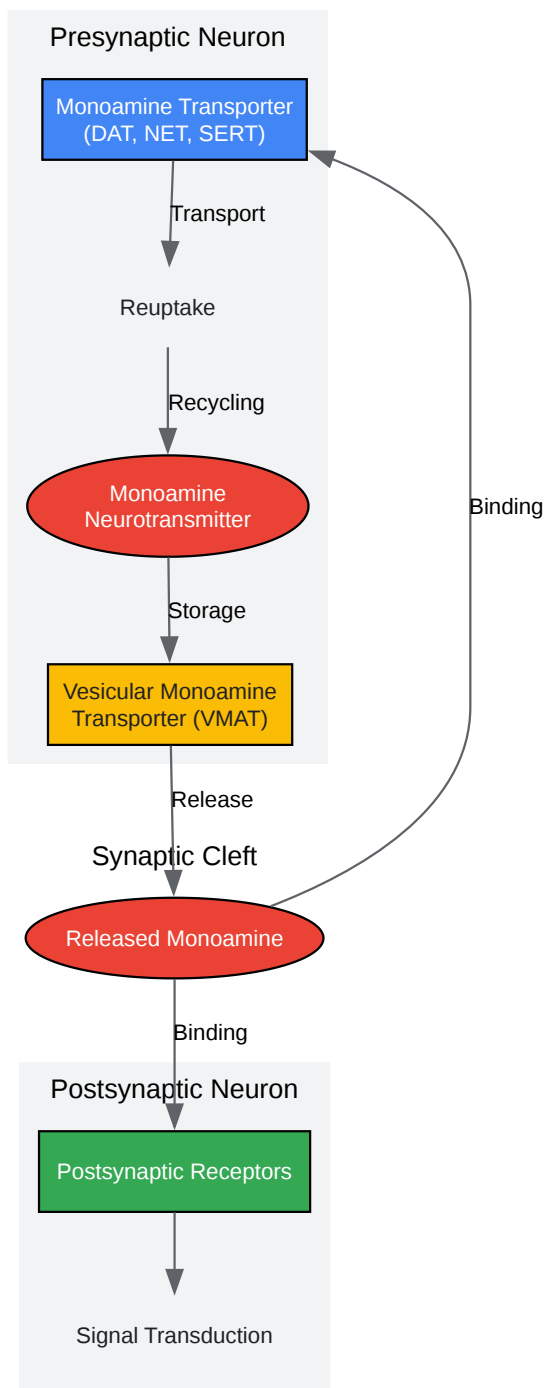 Presynaptic Neuron
Monoamine Transporter
(DAT, NET, SERT)
Transport
Reuptake
Recycling
Monoamine
Neurotransmitter
Binding
Storage
Vesicular Monoamine
Transporter (VMAT)
Release
Synaptic Cleft
Released Monoamine
Binding
Postsynaptic Neuron
Postsynaptic Receptors
Signal Transduction